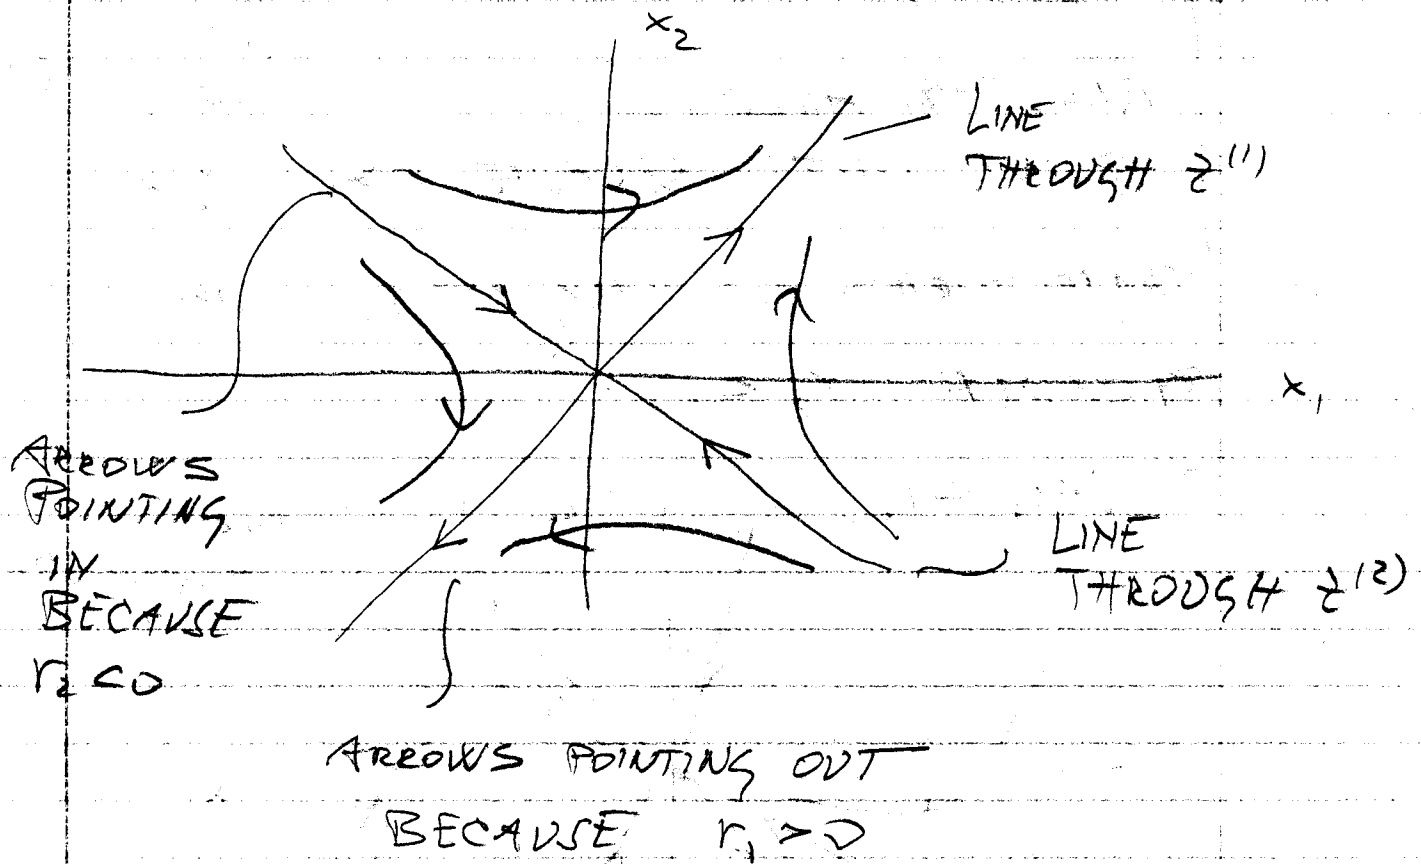 x₂
LINE
THROUGH z⁽¹⁾
x₁
ARROWS
POINTING
IN
BECAUSE
r₂ < 0
LINE
THROUGH z⁽²⁾
ARROWS POINTING OUT
BECAUSE r₁ > 0